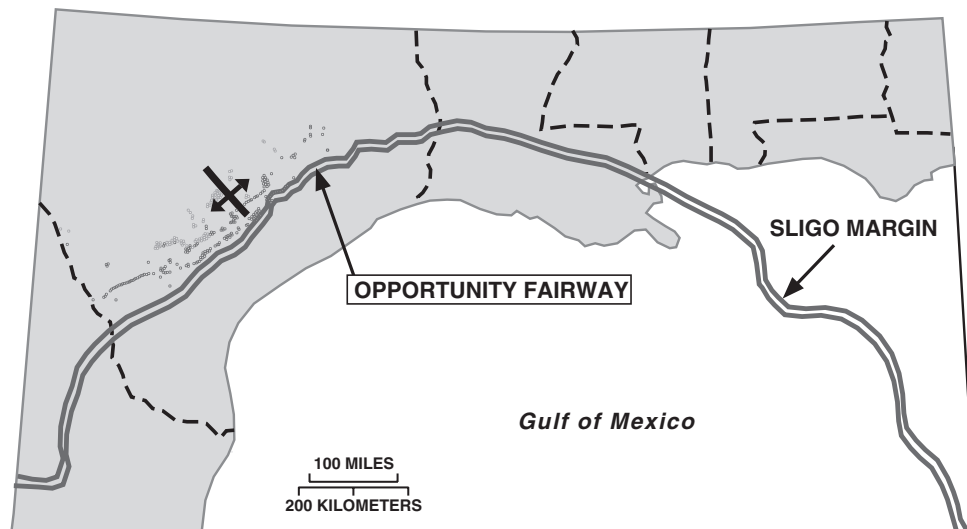 SLIGO MARGIN
OPPORTUNITY FAIRWAY
Gulf of Mexico
100 MILES
200 KILOMETERS